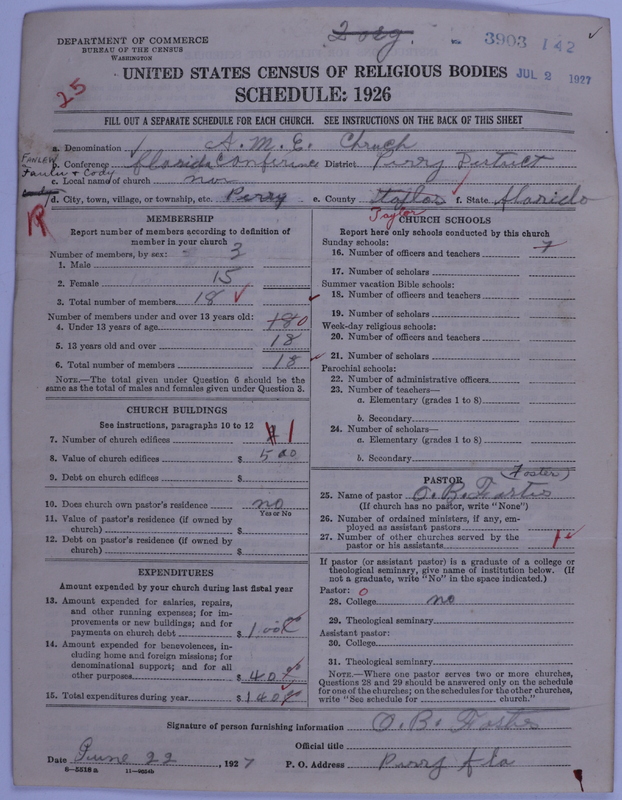 DEPARTMENT OF COMMERCE
BUREAU OF THE CENSUS
WASHINGTON
3903 142
JUL 2 1927
25
UNITED STATES CENSUS OF RELIGIOUS BODIES
SCHEDULE: 1926
FILL OUT A SEPARATE SCHEDULE FOR EACH CHURCH. SEE INSTRUCTIONS ON THE BACK OF THIS SHEET
a. Denomination A. M. E. Chruch
b. Conference Florida Conference District Perry District
c. Local name of church
d. City, town, village, or township, etc. Perry e. County f. State Florida
Taylor
MEMBERSHIP
Report number of members according to definition of
member in your church
Number of members, by sex:
1. Male 3
2. Female 15
3. Total number of members 18
Number of members under and over 13 years old:
4. Under 13 years of age 18 0
5. 13 years old and over 18
6. Total number of members 18
NOTE.—The total given under Question 6 should be the
same as the total of males and females given under Question 3.
CHURCH BUILDINGS
See instructions, paragraphs 10 to 12
7. Number of church edifices 1
8. Value of church edifices $ 500
9. Debt on church edifices $
10. Does church own pastor's residence? no
Yes or No
11. Value of pastor's residence (if owned by
church) $
12. Debt on pastor's residence (if owned by
church) $
EXPENDITURES
Amount expended by your church during last fiscal year
13. Amount expended for salaries, repairs,
and other running expenses; for im-
provements or new buildings; and for
payments on church debt $ 100
14. Amount expended for benevolences, in-
cluding home and foreign missions; for
denominational support; and for all
other purposes $ 40
15. Total expenditures during year $ 140
CHURCH SCHOOLS
Report here only schools conducted by this church
Sunday schools:
16. Number of officers and teachers 7
17. Number of scholars
Summer vacation Bible schools:
18. Number of officers and teachers
19. Number of scholars
Week-day religious schools:
20. Number of officers and teachers
21. Number of scholars
Parochial schools:
22. Number of administrative officers
23. Number of teachers—
a. Elementary (grades 1 to 8)
b. Secondary
24. Number of scholars—
a. Elementary (grades 1 to 8)
b. Secondary
PASTOR (Foster)
25. Name of pastor O. B.
(If church has no pastor, write "None")
26. Number of ordained ministers, if any, em-
ployed as assistant pastors
27. Number of other churches served by the
pastor or his assistants
If pastor (or assistant pastor) is a graduate of a college or
theological seminary, give name of institution below. (If
not a graduate, write "No" in the space indicated.)
Pastor: 0
28. College no
29. Theological seminary
Assistant pastor:
30. College
31. Theological seminary
NOTE.—Where one pastor serves two or more churches,
Questions 28 and 29 should be answered only on the schedule
for one of the churches; on the schedules for the other churches,
write "See schedule for church."
Signature of person furnishing information O. B.
Official title
Date June 22, 1927 P. O. Address Perry Fla